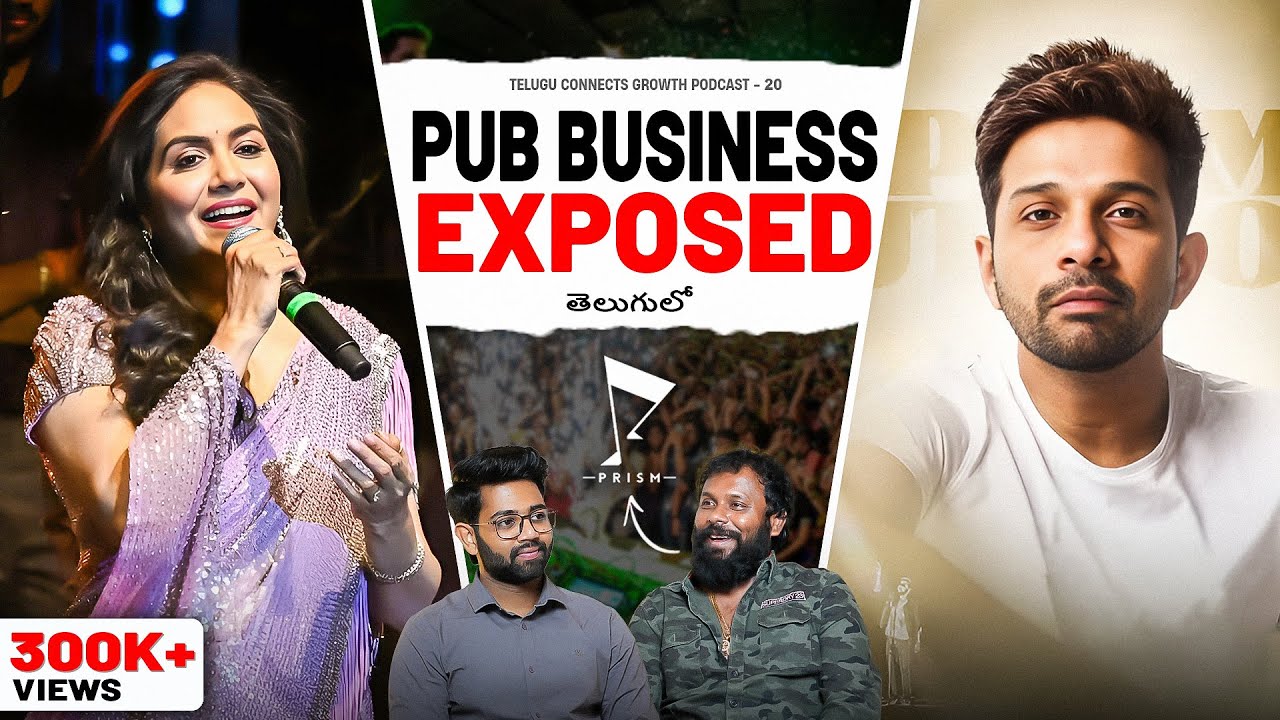 TELUGU CONNECTS GROWTH PODCAST - 20
PUB BUSINESS
EXPOSED
తెలుగులో
PRISM
300K+
VIEWS